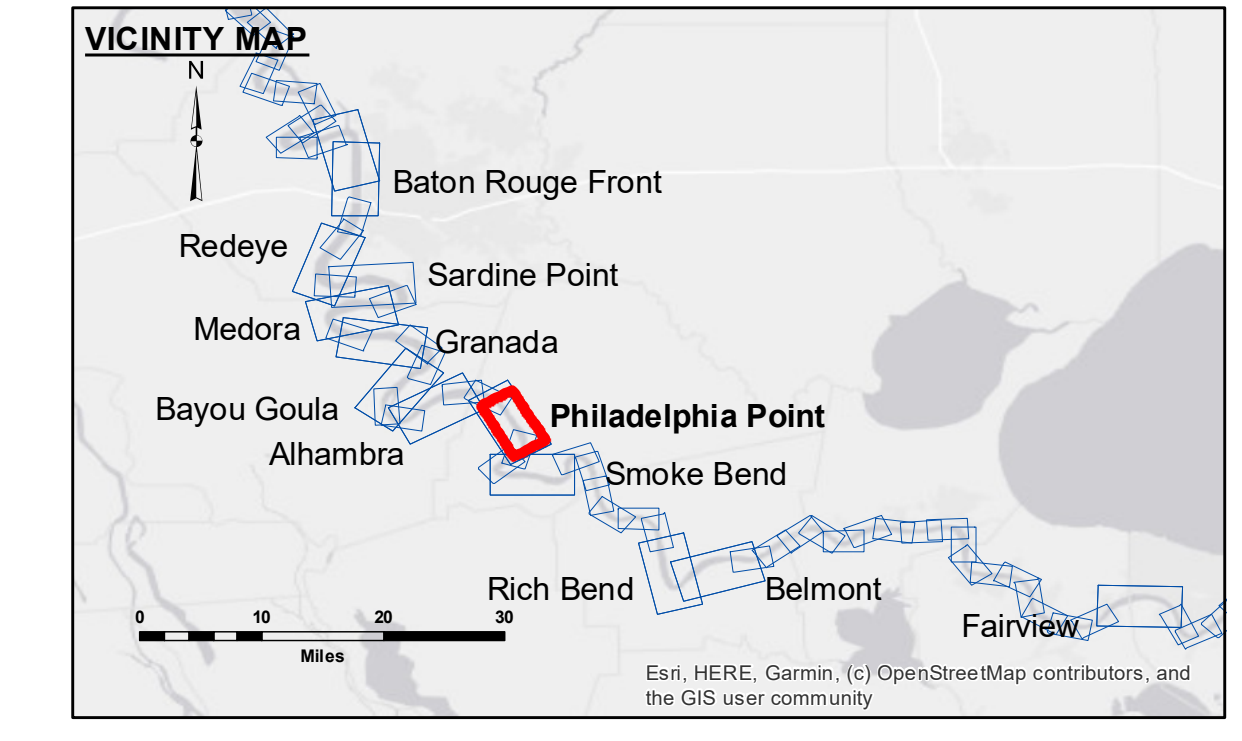 VICINITY MAP
N
Baton Rouge Front
Redeye
Sardine Point
Medora
Granada
Bayou Goula
Philadelphia Point
Alhambra
Smoke Bend
Rich Bend
Belmont
Fairview
0 10 20 30
Miles
Esri, HERE, Garmin, (c) OpenStreetMap contributors, and
the GIS user community